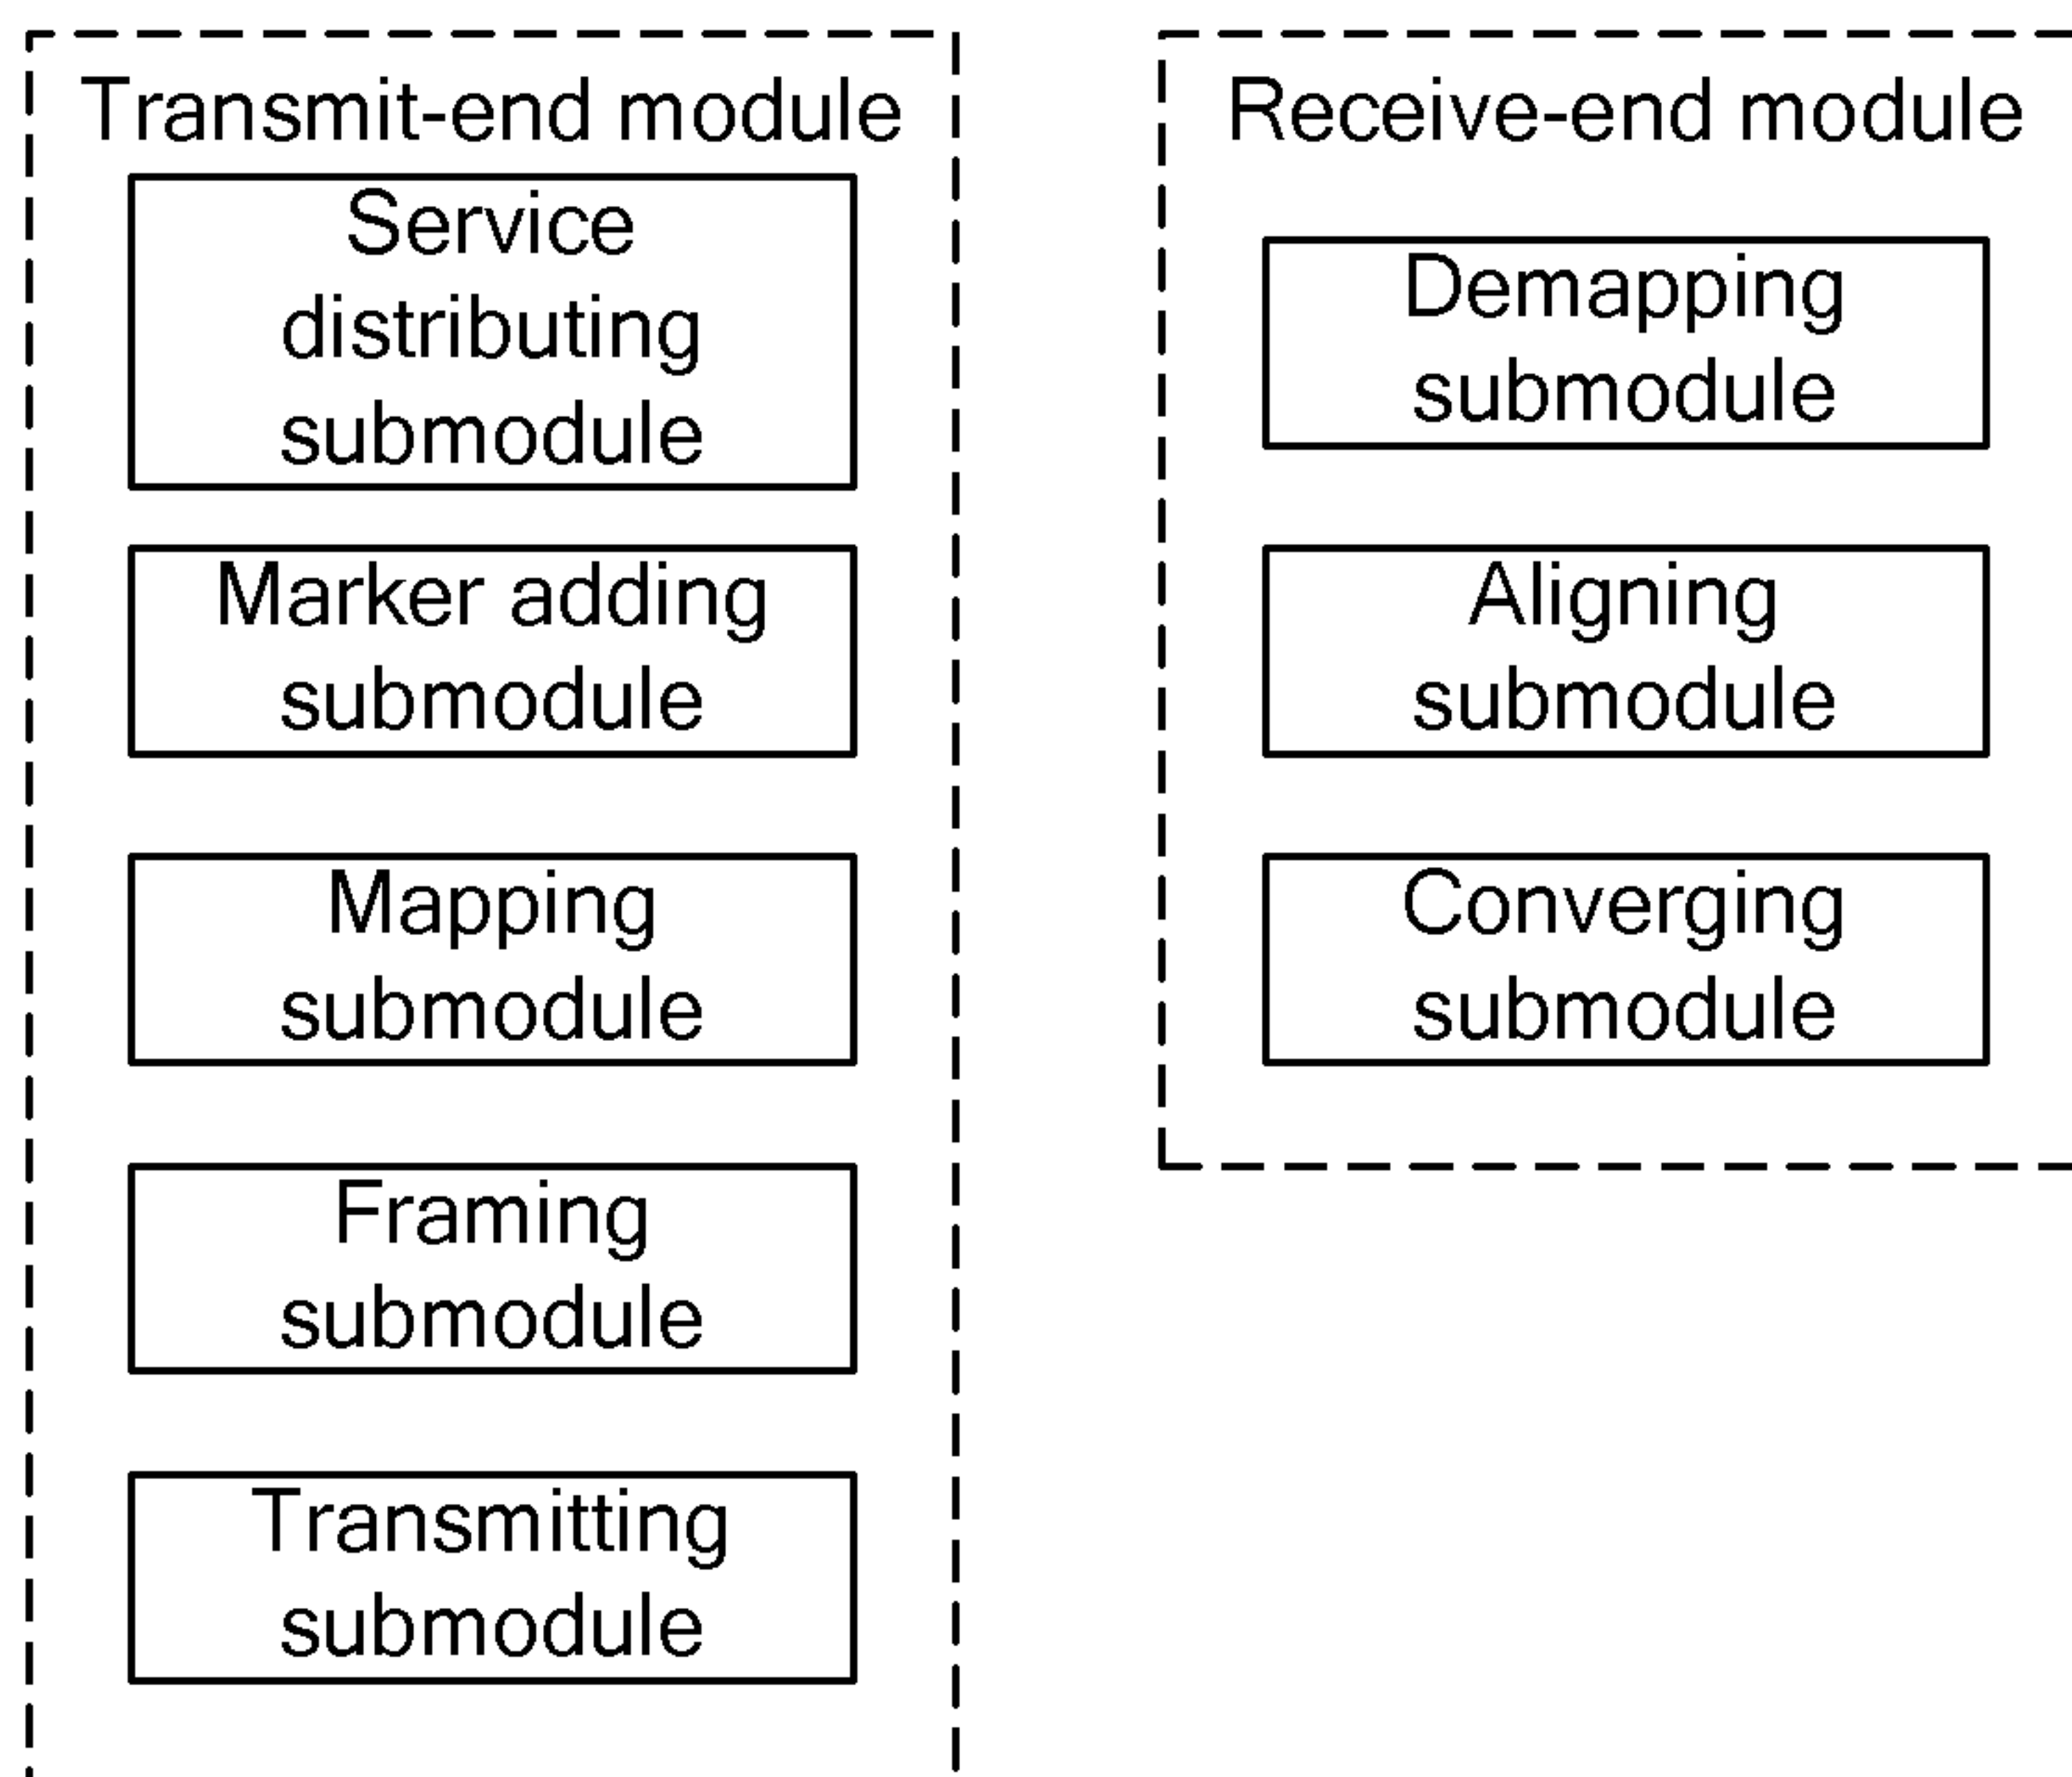 Transmit-end module
Service
distributing
submodule
Marker adding
submodule
Mapping
submodule
Framing
submodule
Transmitting
submodule
Receive-end module
Demapping
submodule
Aligning
submodule
Converging
submodule